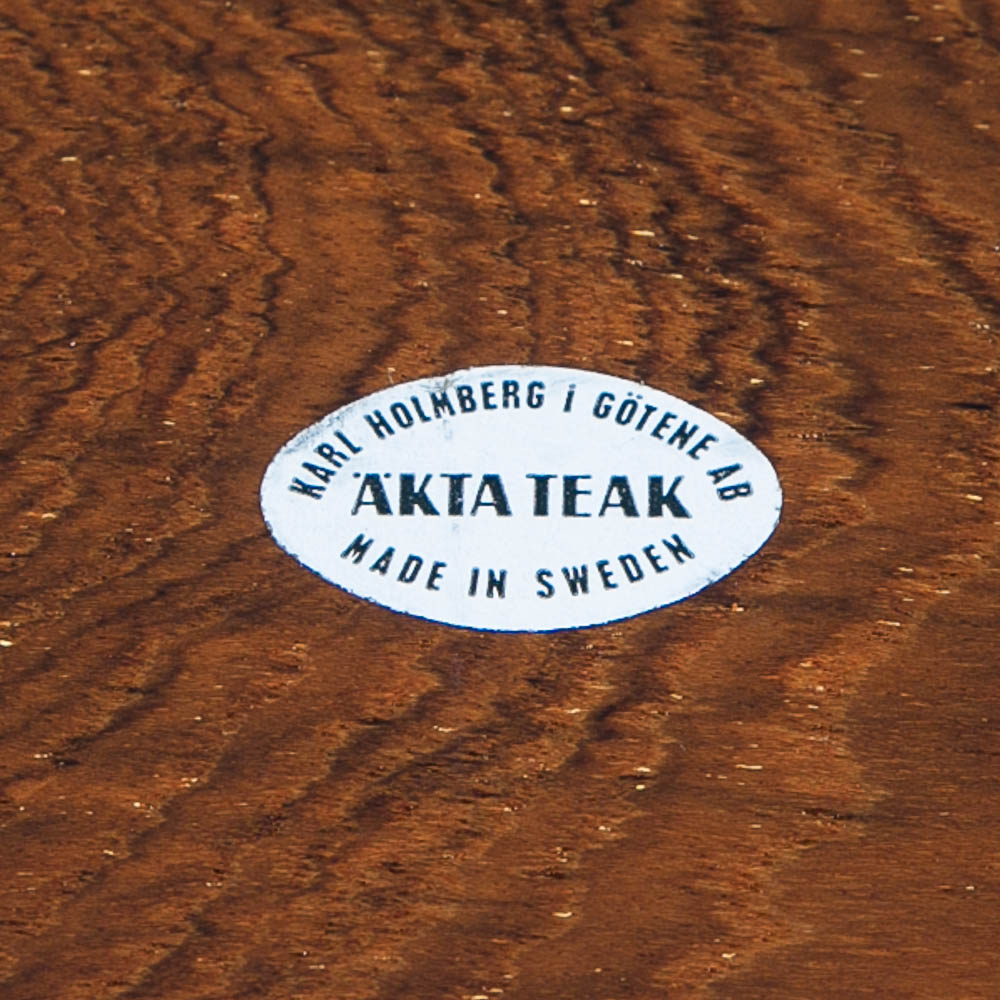 KARL HOLMBERG i GÖTENE AB
ÄKTA TEAK
MADE IN SWEDEN